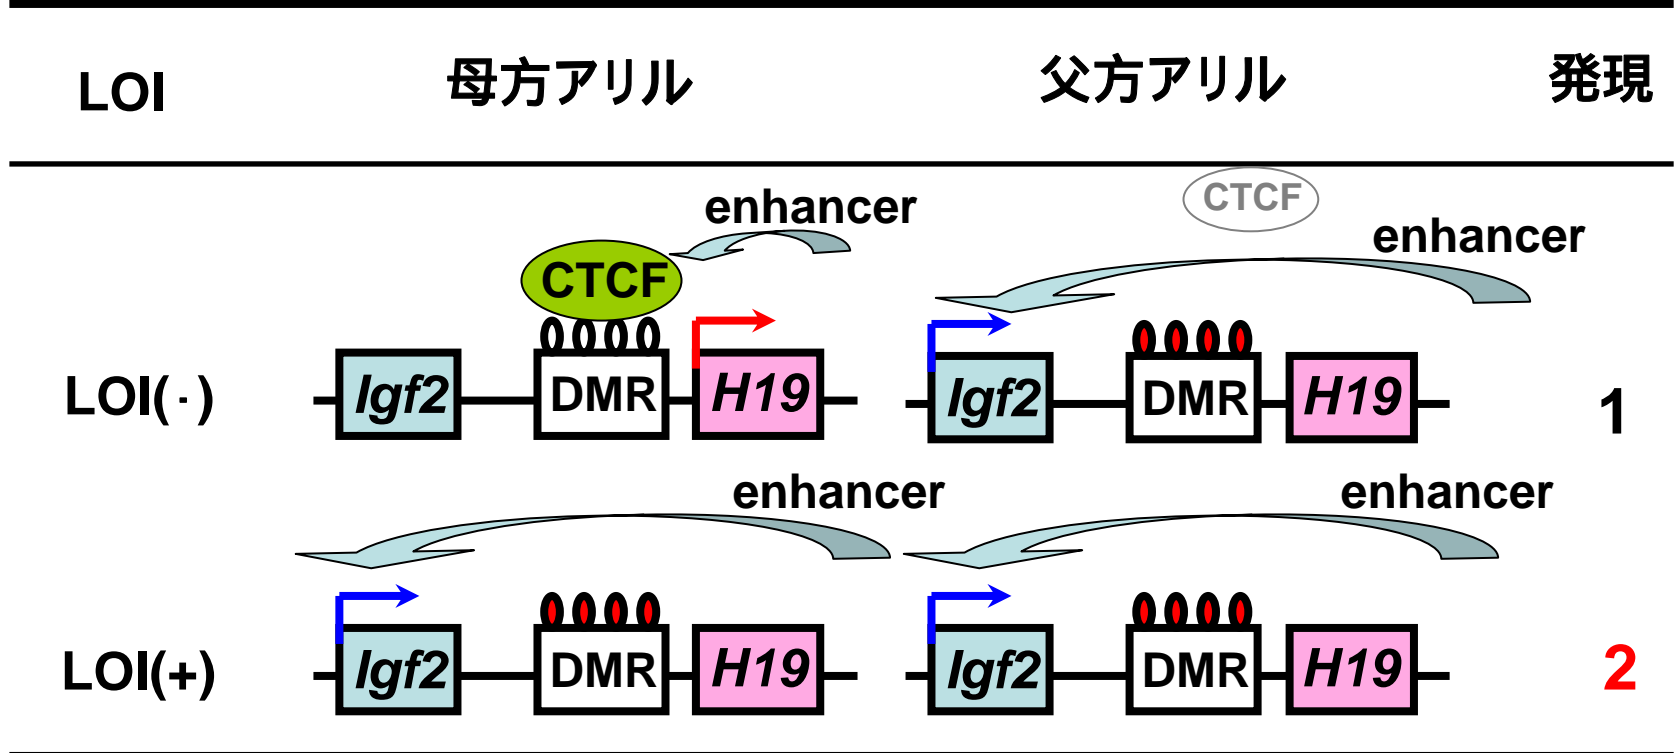 LOI 母方アリル 父方アリル 発現
CTCF
enhancer enhancer
CTCF
LOI(-) Igf2 DMR H19 Igf2 DMR H19 1
enhancer enhancer
LOI(+) Igf2 DMR H19 Igf2 DMR H19 2